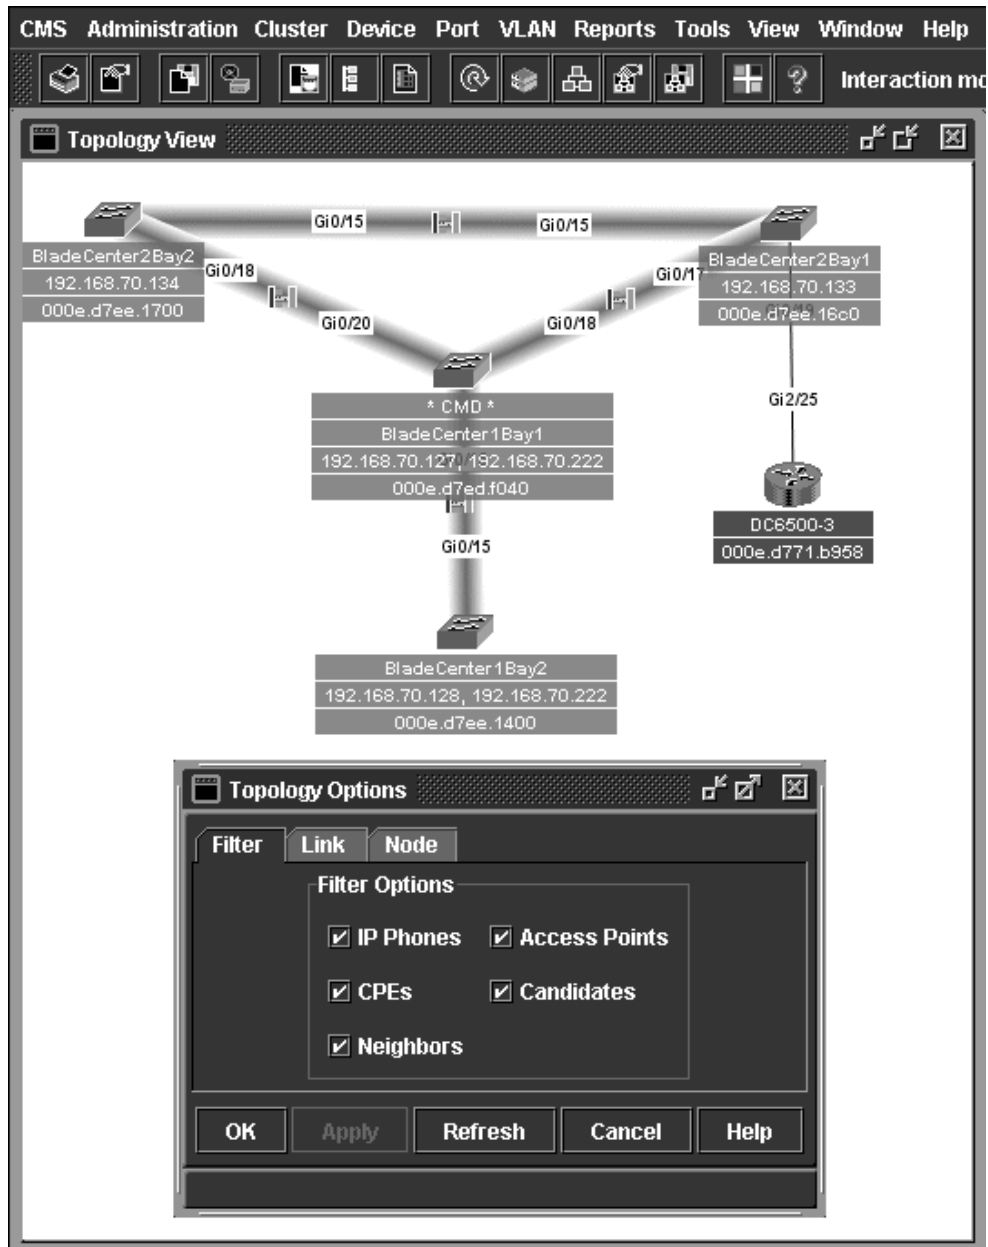 CMS Administration Cluster Device Port VLAN Reports Tools View Window Help
Interaction mo
Topology View
Gi0/15 Gi0/15
BladeCenter2Bay2
192.168.70.134
000e.d7ee.1700
Gi0/18
Gi0/20
BladeCenter2Bay1
192.168.70.133
000e.d7ee.16c0
Gi0/17
Gi0/18
Gi2/25
* CMD *
BladeCenter1Bay1
192.168.70.127, 192.168.70.222
000e.d7ed.f040
Gi0/15
DC6500-3
000e.d771.b958
BladeCenter1Bay2
192.168.70.128, 192.168.70.222
000e.d7ee.1400
Topology Options
Filter Link Node
Filter Options
IP Phones Access Points
CPEs Candidates
Neighbors
OK Apply Refresh Cancel Help